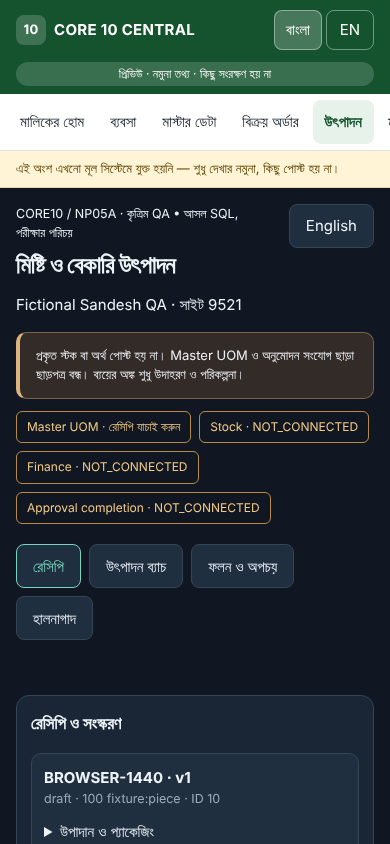 10 CORE 10 CENTRAL বাংলা EN
প্রিভিউ · নমুনা তথ্য · কিছু সংরক্ষণ হয় না
মালিকের হোম ব্যবসা মাস্টার ডেটা বিক্রয় অর্ডার উৎপাদন
এই অংশ এখনো মূল সিস্টেমে যুক্ত হয়নি — শুধু দেখার নমুনা, কিছু পোস্ট হয় না।
CORE10 / NP05A · কৃত্রিম QA • আসল SQL,
পরীক্ষার পরিচয়
English
মিষ্টি ও বেকারি উৎপাদন
Fictional Sandesh QA · সাইট 9521
প্রকৃত স্টক বা অর্থ পোস্ট হয় না। Master UOM ও অনুমোদন সংযোগ ছাড়া
ছাড়পত্র বন্ধ। ব্যয়ের অঙ্ক শুধু উদাহরণ ও পরিকল্পনা।
Master UOM · রেসিপি যাচাই করুন Stock · NOT_CONNECTED
Finance · NOT_CONNECTED
Approval completion · NOT_CONNECTED
রেসিপি উৎপাদন ব্যাচ ফলন ও অপচয়
হালনাগাদ
রেসিপি ও সংস্করণ
BROWSER-1440 · v1
draft · 100 fixture:piece · ID 10
▶ উপাদান ও প্যাকেজিং